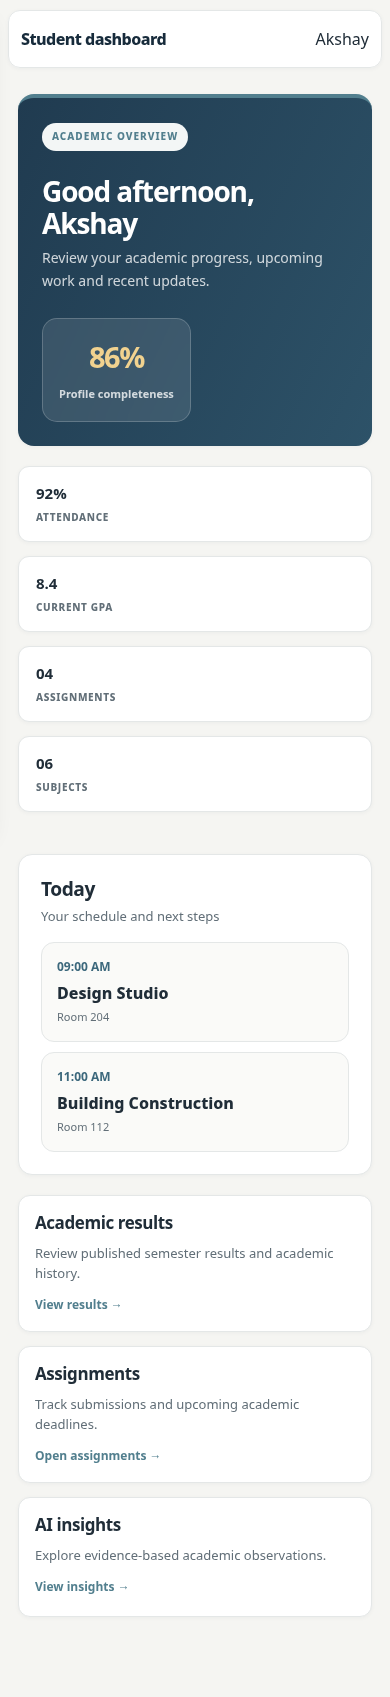 Student dashboard
Akshay
ACADEMIC OVERVIEW
Good afternoon,
Akshay
Review your academic progress, upcoming
work and recent updates.
86%
Profile completeness
92%
ATTENDANCE
8.4
CURRENT GPA
04
ASSIGNMENTS
06
SUBJECTS
Today
Your schedule and next steps
09:00 AM
Design Studio
Room 204
11:00 AM
Building Construction
Room 112
Academic results
Review published semester results and academic
history.
View results →
Assignments
Track submissions and upcoming academic
deadlines.
Open assignments →
AI insights
Explore evidence-based academic observations.
View insights →